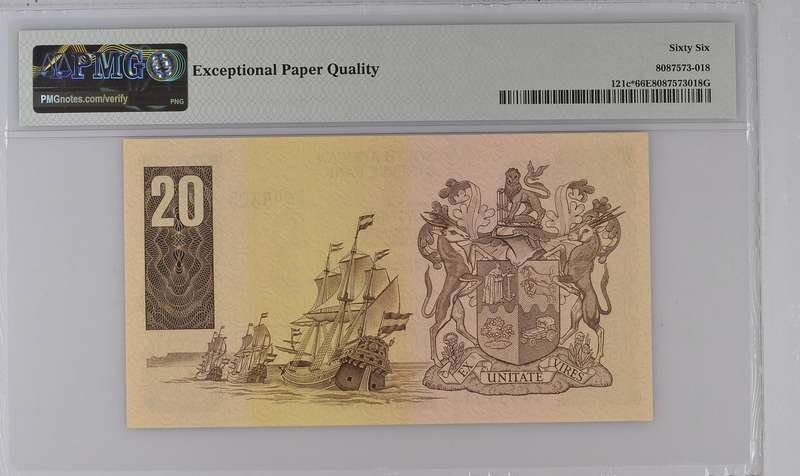 PMG
PMGnotes.com/verify
PNG
Exceptional Paper Quality
Sixty Six
8087573-018
121c*66E8087573018G
20
EX UNITATE VIRES